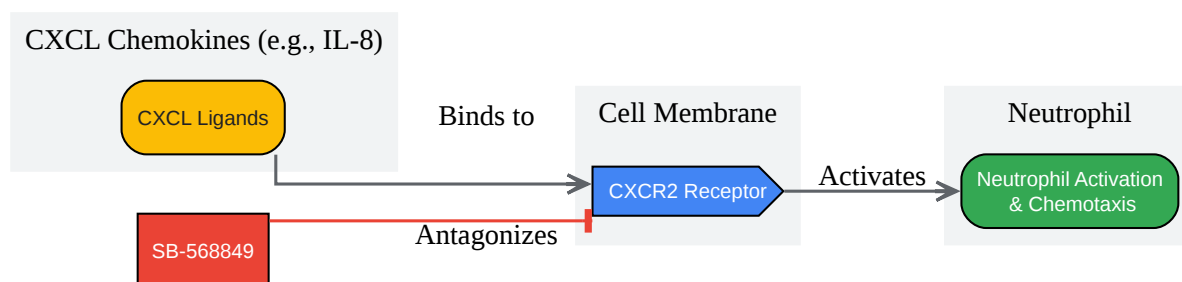 CXCL Chemokines (e.g., IL-8)
CXCL Ligands
Binds to
Cell Membrane
Neutrophil
CXCR2 Receptor
Activates
Neutrophil Activation
& Chemotaxis
Antagonizes
SB-568849